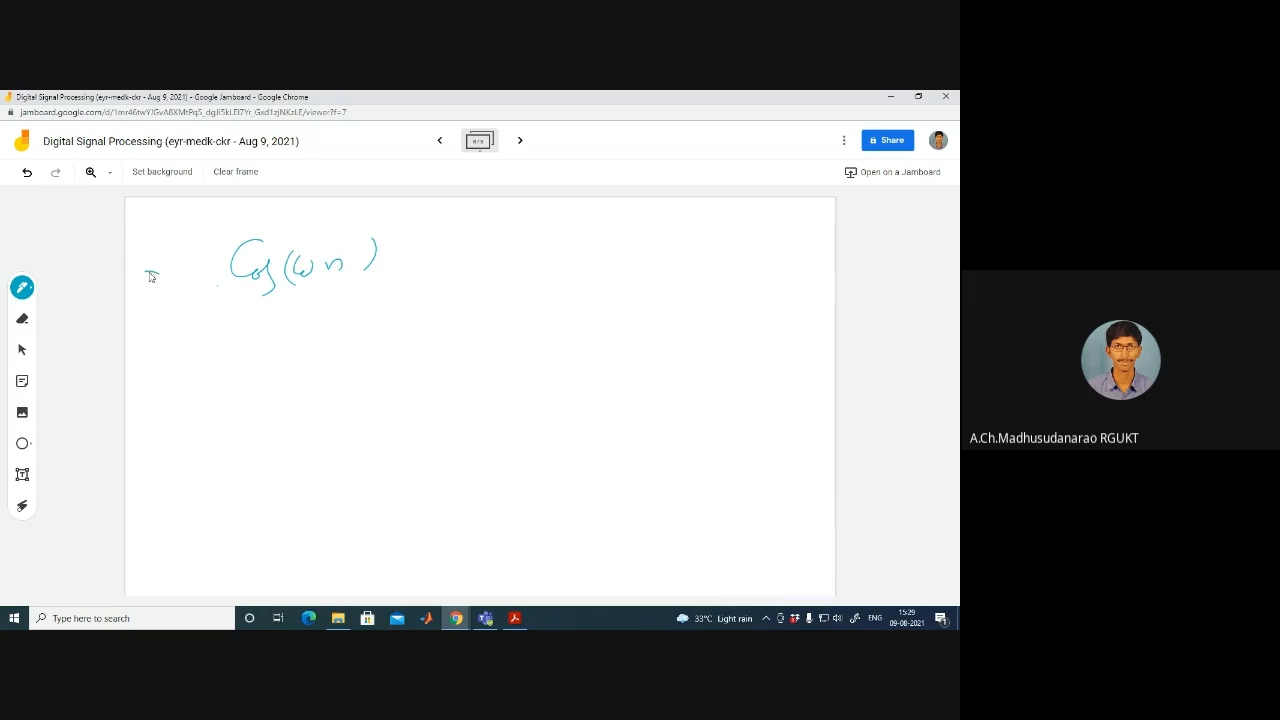 Digital Signal Processing (eyr-medk-ckr - Aug 9, 2021) - Google Jamboard - Google Chrome
Digital Signal Processing (eyr-medk-ckr - Aug 9, 2021)
8/8
Share
Set background
Clear frame
Open on a Jamboard
Cos(ωn)
A.Ch.Madhusudanarao RGUKT
Type here to search
33°C Light rain
ENG
15:29
09-08-2021